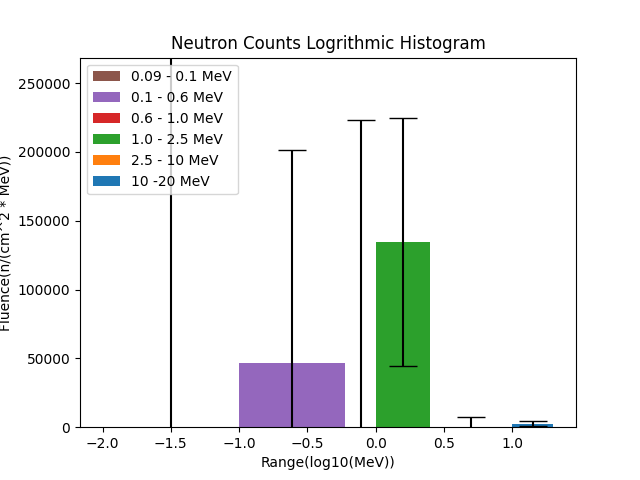 Neutron Counts Logrithmic Histogram
0.09 - 0.1 MeV
0.1 - 0.6 MeV
0.6 - 1.0 MeV
1.0 - 2.5 MeV
2.5 - 10 MeV
10 -20 MeV
Fluence(n/(cm^2 * MeV))
250000
200000
150000
100000
50000
0
−2.0 −1.5 −1.0 −0.5 0.0 0.5 1.0
Range(log10(MeV))